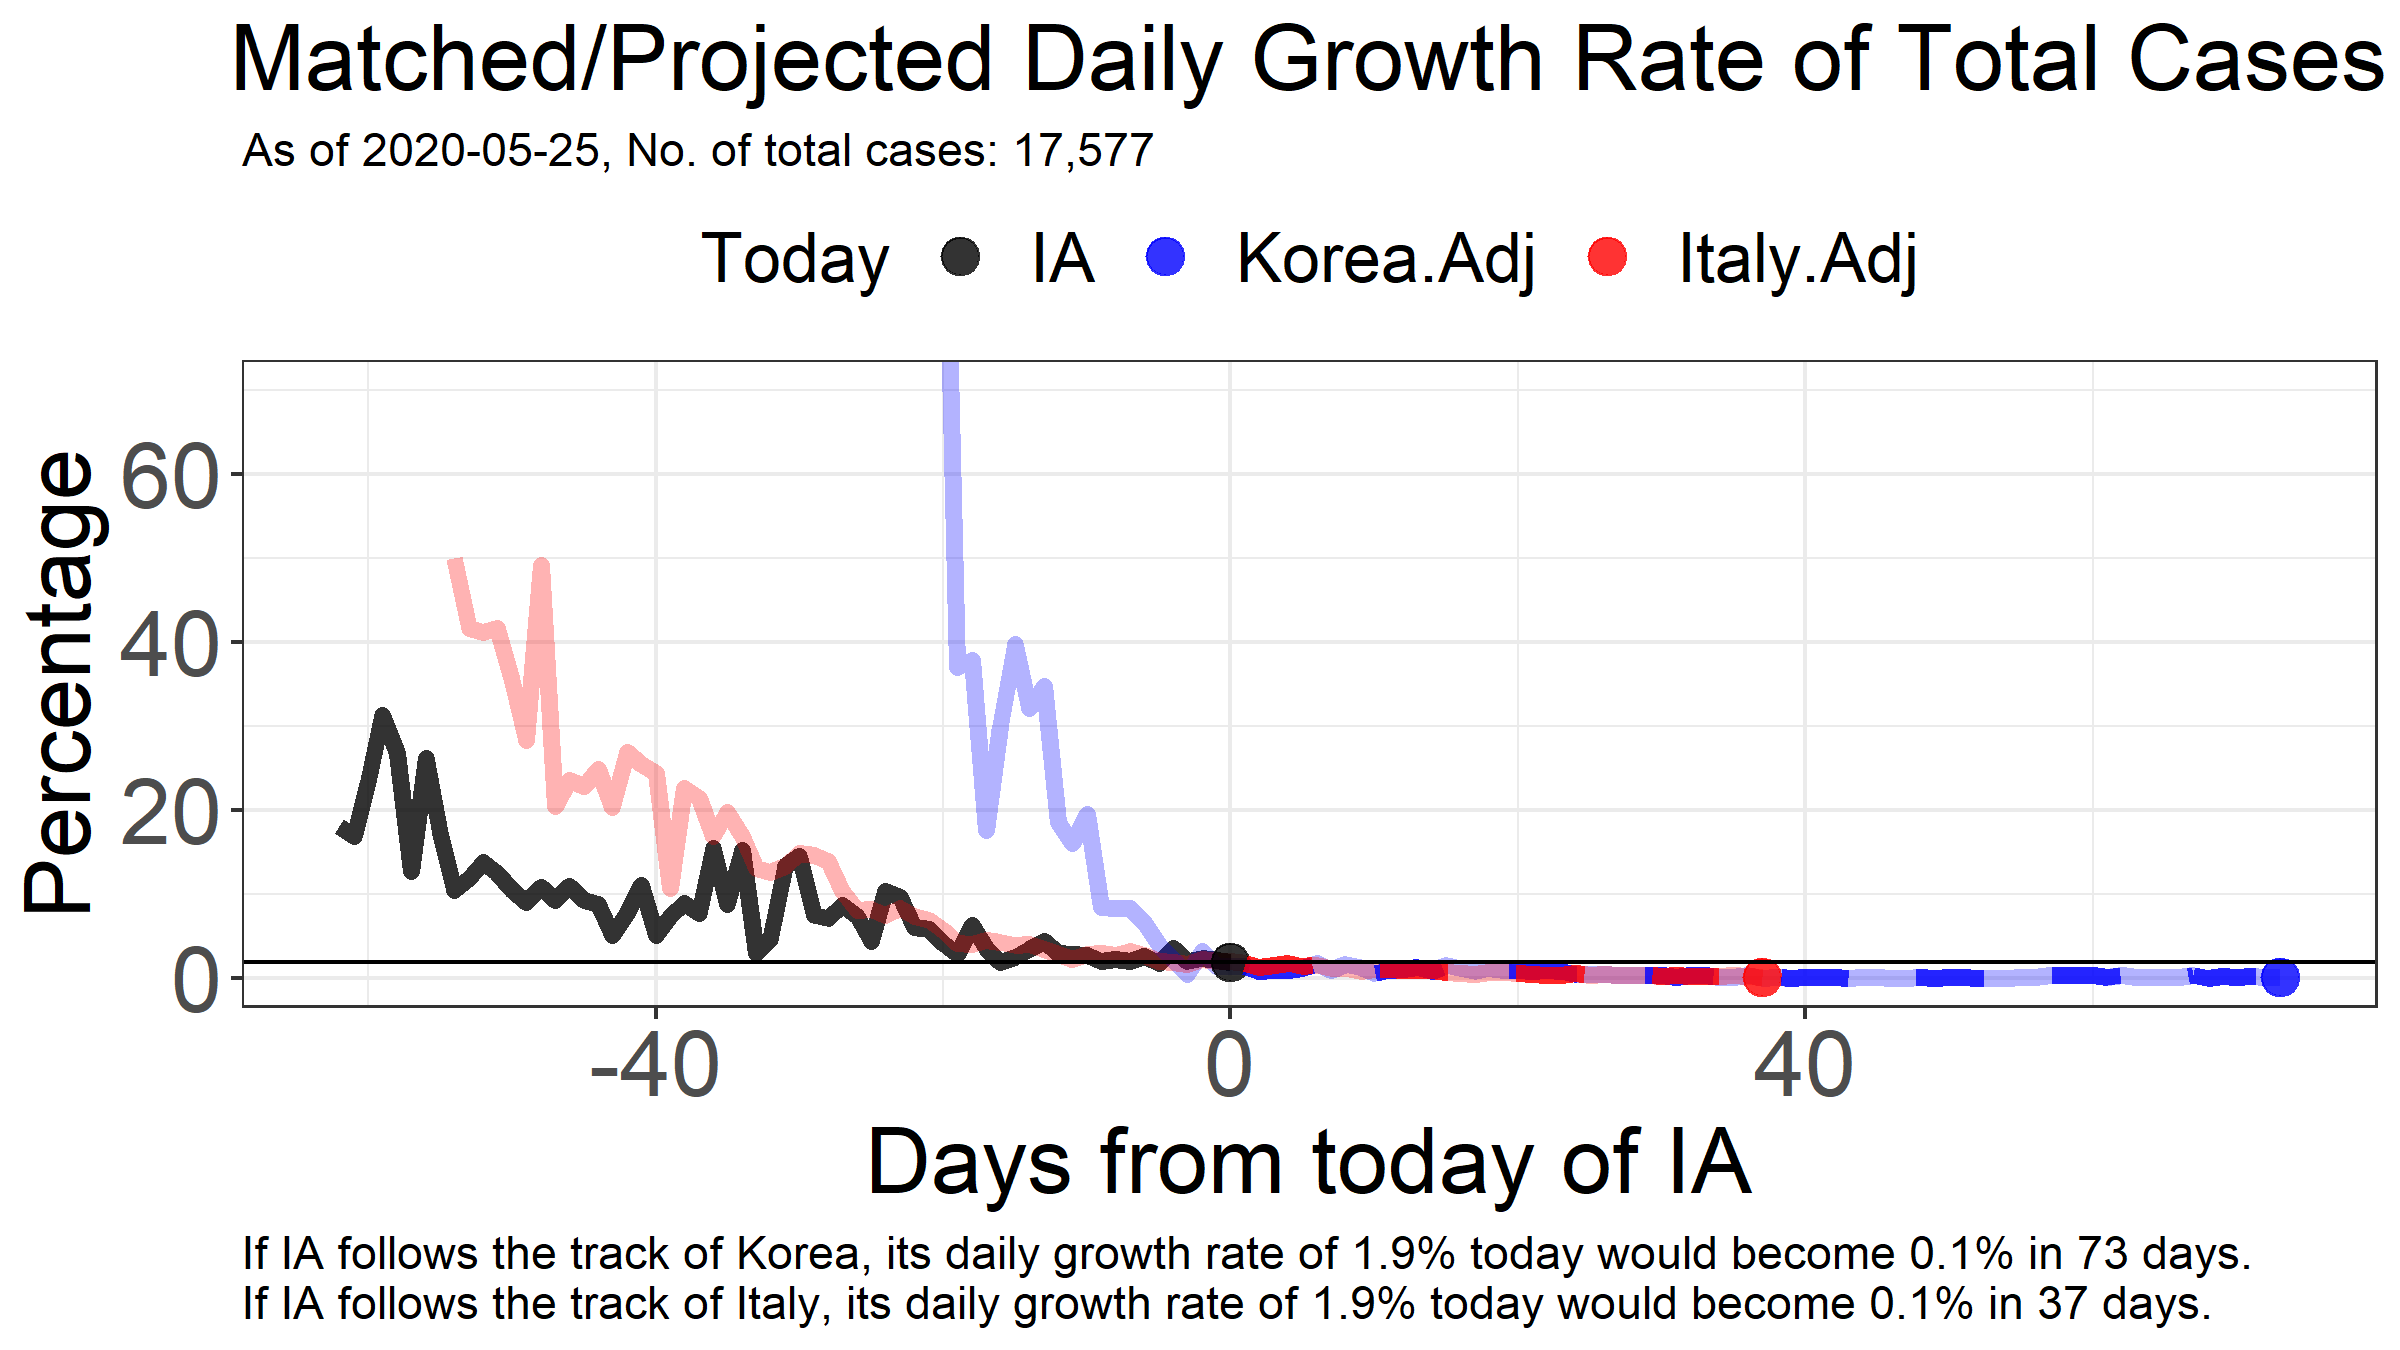 Matched/Projected Daily Growth Rate of Total Cases
As of 2020-05-25, No. of total cases: 17,577
Today IA Korea.Adj Italy.Adj
Percentage
60
40
20
0
-40 0 40
Days from today of IA
If IA follows the track of Korea, its daily growth rate of 1.9% today would become 0.1% in 73 days.
If IA follows the track of Italy, its daily growth rate of 1.9% today would become 0.1% in 37 days.